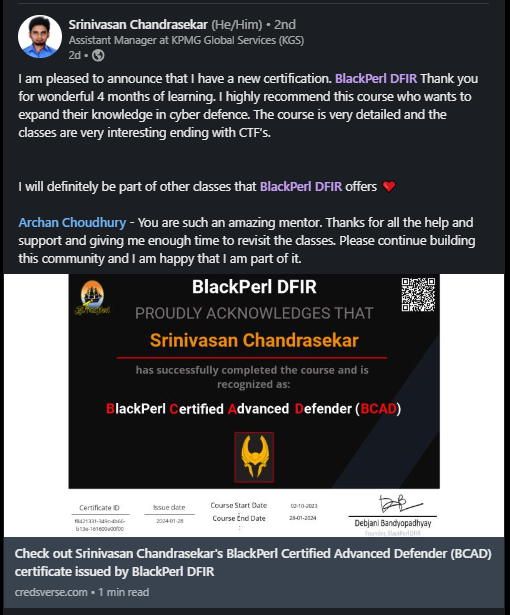 Srinivasan Chandrasekar (He/Him) • 2nd
Assistant Manager at KPMG Global Services (KGS)
2d •
I am pleased to announce that I have a new certification. BlackPerl DFIR Thank you
for wonderful 4 months of learning. I highly recommend this course who wants to
expand their knowledge in cyber defence. The course is very detailed and the
classes are very interesting ending with CTF's.
I will definitely be part of other classes that BlackPerl DFIR offers ❤️
Archan Choudhury - You are such an amazing mentor. Thanks for all the help and
support and giving me enough time to revisit the classes. Please continue building
this community and I am happy that I am part of it.
BlackPerl DFIR
PROUDLY ACKNOWLEDGES THAT
Srinivasan Chandrasekar
has successfully completed the course and is
recognized as:
BlackPerl Certified Advanced Defender (BCAD)
Certificate ID
Issue date
2024-01-28
Course Start Date 02-10-2023
Course End Date 28-01-2024
:
Debjani Bandyopadhyay
Founder, BlackPerlDFIR
Check out Srinivasan Chandrasekar's BlackPerl Certified Advanced Defender (BCAD)
certificate issued by BlackPerl DFIR
credsverse.com • 1 min read